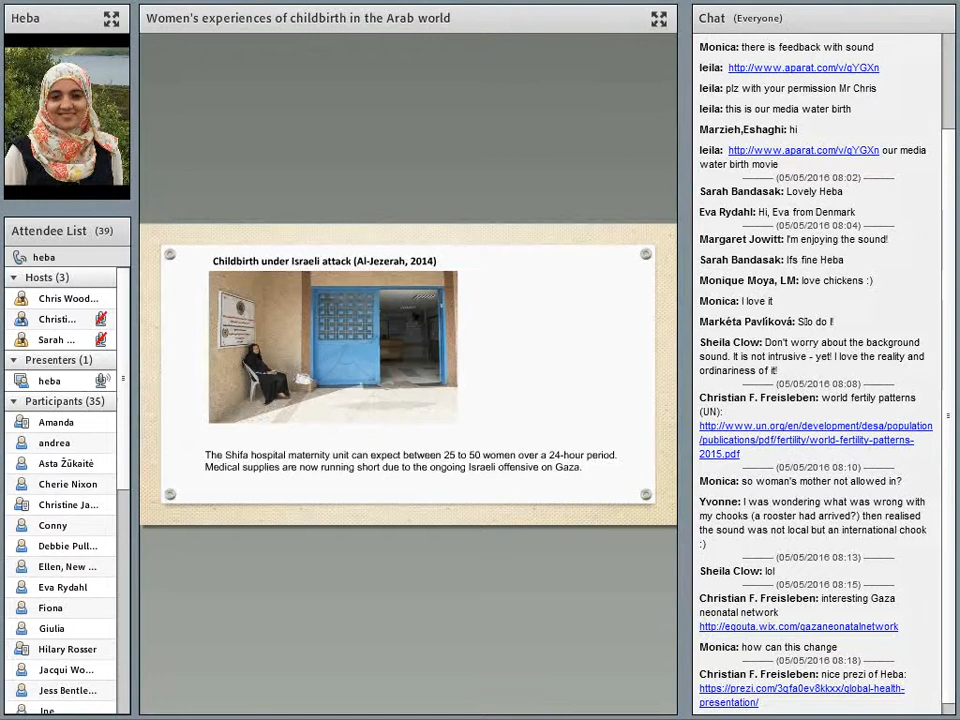 Heba
Attendee List (39)
heba
Hosts (3)
Chris Wood...
Christi...
Sarah ...
Presenters (1)
heba
Participants (35)
Amanda
andrea
Asta Žūkaitė
Cherie Nixon
Christine Ja...
Conny
Debbie Pull...
Ellen, New ...
Eva Rydahl
Fiona
Giulia
Hilary Rosser
Jacqui Wo...
Jess Bentle...
Women's experiences of childbirth in the Arab world
Childbirth under Israeli attack (Al-Jezerah, 2014)
The Shifa hospital maternity unit can expect between 25 to 50 women over a 24-hour period.
Medical supplies are now running short due to the ongoing Israeli offensive on Gaza.
Chat (Everyone)
Monica: there is feedback with sound
leila: http://www.aparat.com/v/qYGXn
leila: plz with your permission Mr Chris
leila: this is our media water birth
Marzieh,Eshaghi: hi
leila: http://www.aparat.com/v/qYGXn our media
water birth movie
(05/05/2016 08:02)
Sarah Bandasak: Lovely Heba
Eva Rydahl: Hi, Eva from Denmark
(05/05/2016 08:04)
Margaret Jowitt: I'm enjoying the sound!
Sarah Bandasak: Ifs fine Heba
Monique Moya, LM: love chickens :)
Monica: I love it
Markéta Pavlíková: do I!
Sheila Clow: Don't worry about the background
sound. It is not intrusive - yet! I love the reality and
ordinariness of it!
(05/05/2016 08:08)
Christian F. Freisleben: world fertily patterns
(UN):
http://www.un.org/en/development/desa/population
/publications/pdf/fertility/world-fertility-patterns-
2015.pdf
(05/05/2016 08:10)
Monica: so woman's mother not allowed in?
Yvonne: I was wondering what was wrong with
my chooks (a rooster had arrived?) then realised
the sound was not local but an international chook
:)
(05/05/2016 08:13)
Sheila Clow: lol
(05/05/2016 08:15)
Christian F. Freisleben: interesting Gaza
neonatal network
http://egouta.wix.com/gazaneonatalnetwork
Monica: how can this change
(05/05/2016 08:18)
Christian F. Freisleben: nice prezi of Heba:
https://prezi.com/3gfa0ev8kkxx/global-health-
presentation/